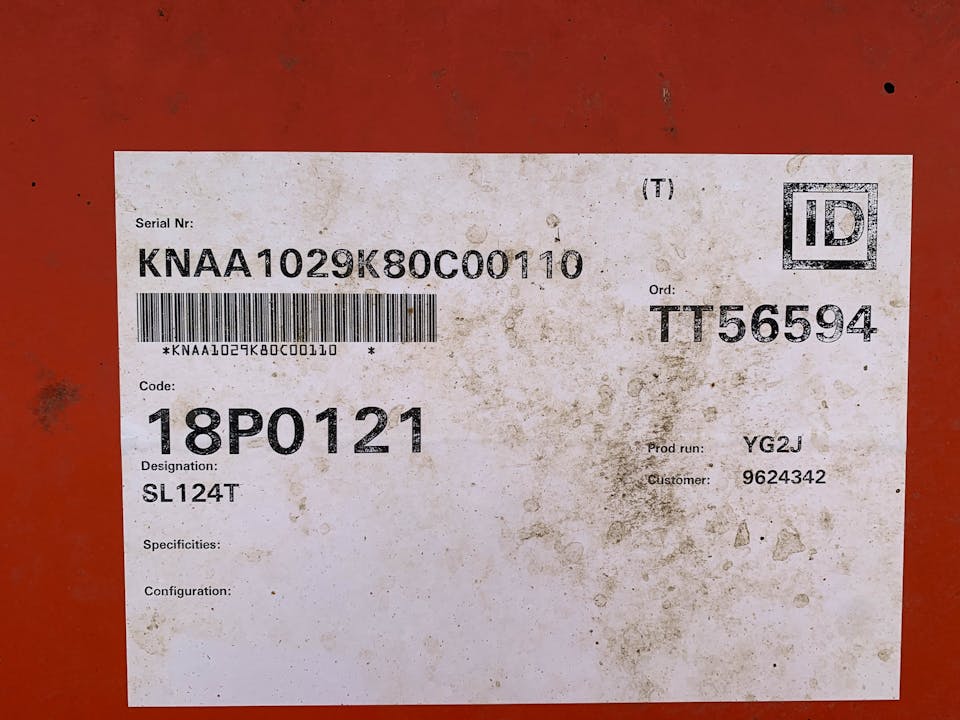 (T)
ID
Serial Nr:
KNAA1029K80C00110
*KNAA1029K80C00110 *
Ord:
TT56594
Code:
18P0121
Designation:
SL124T
Prod run: YG2J
Customer: 9624342
Specificities:
Configuration: